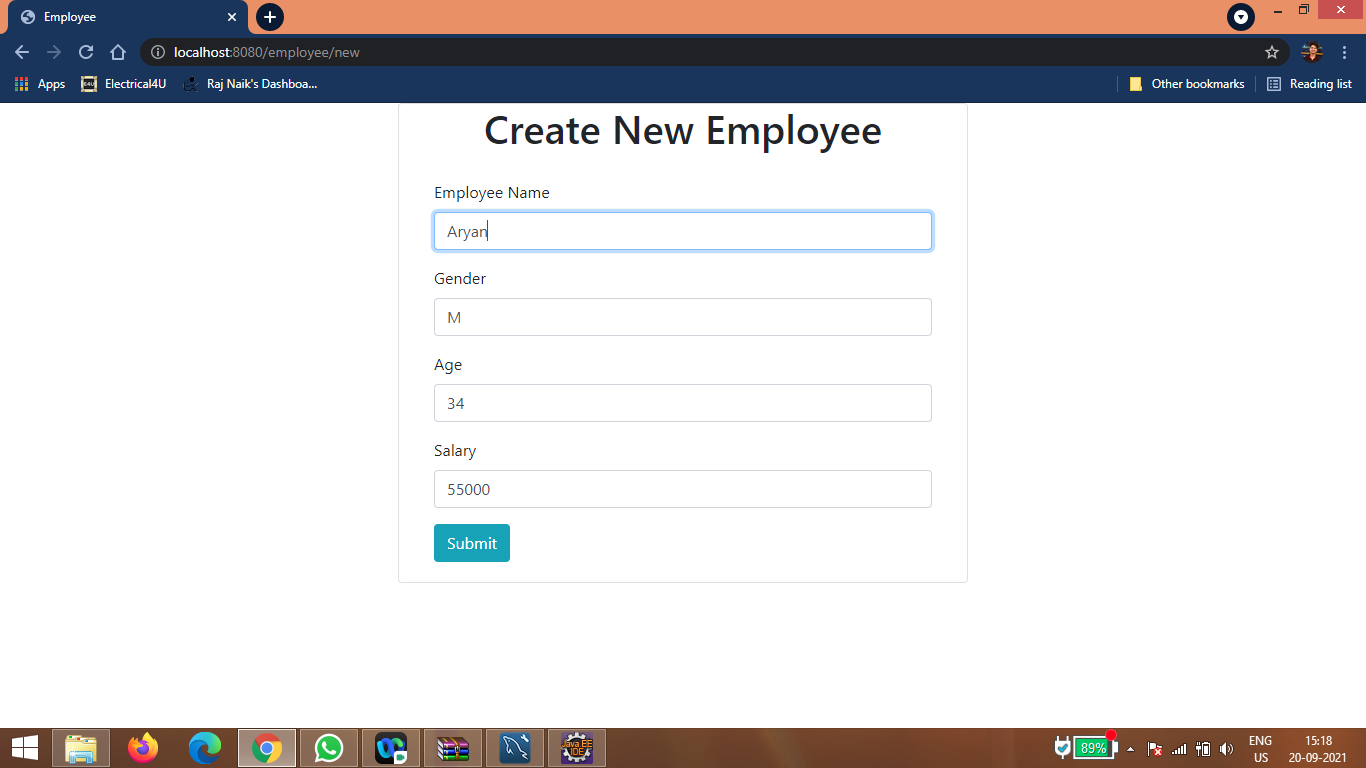 Employee
localhost:8080/employee/new
Apps
Electrical4U
Raj Naik's Dashboa...
Other bookmarks
Reading list
Create New Employee
Employee Name
Aryan
Gender
M
Age
34
Salary
55000
Submit
Java EE
IDE
89%
ENG
US
15:18
20-09-2021